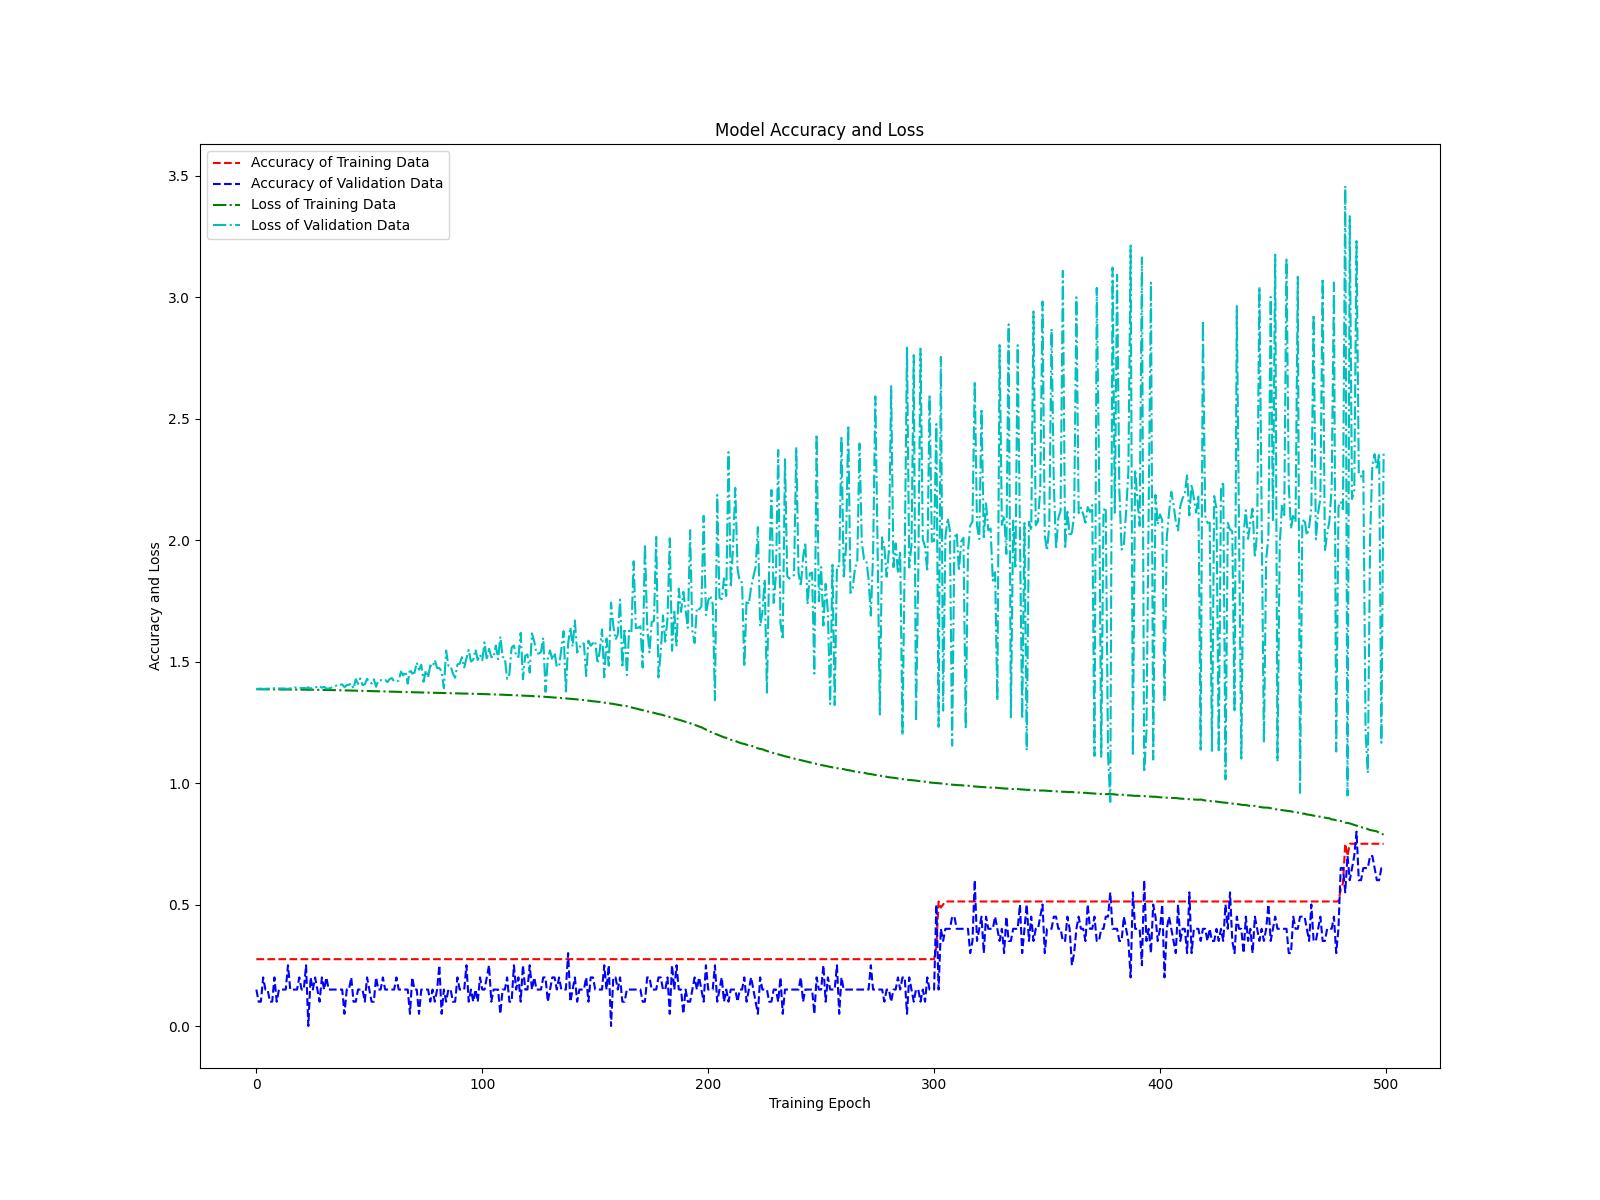 Model Accuracy and Loss
Accuracy of Training Data
Accuracy of Validation Data
Loss of Training Data
Loss of Validation Data
3.5
3.0
2.5
2.0
1.5
1.0
0.5
0.0
Accuracy and Loss
0 100 200 300 400 500
Training Epoch